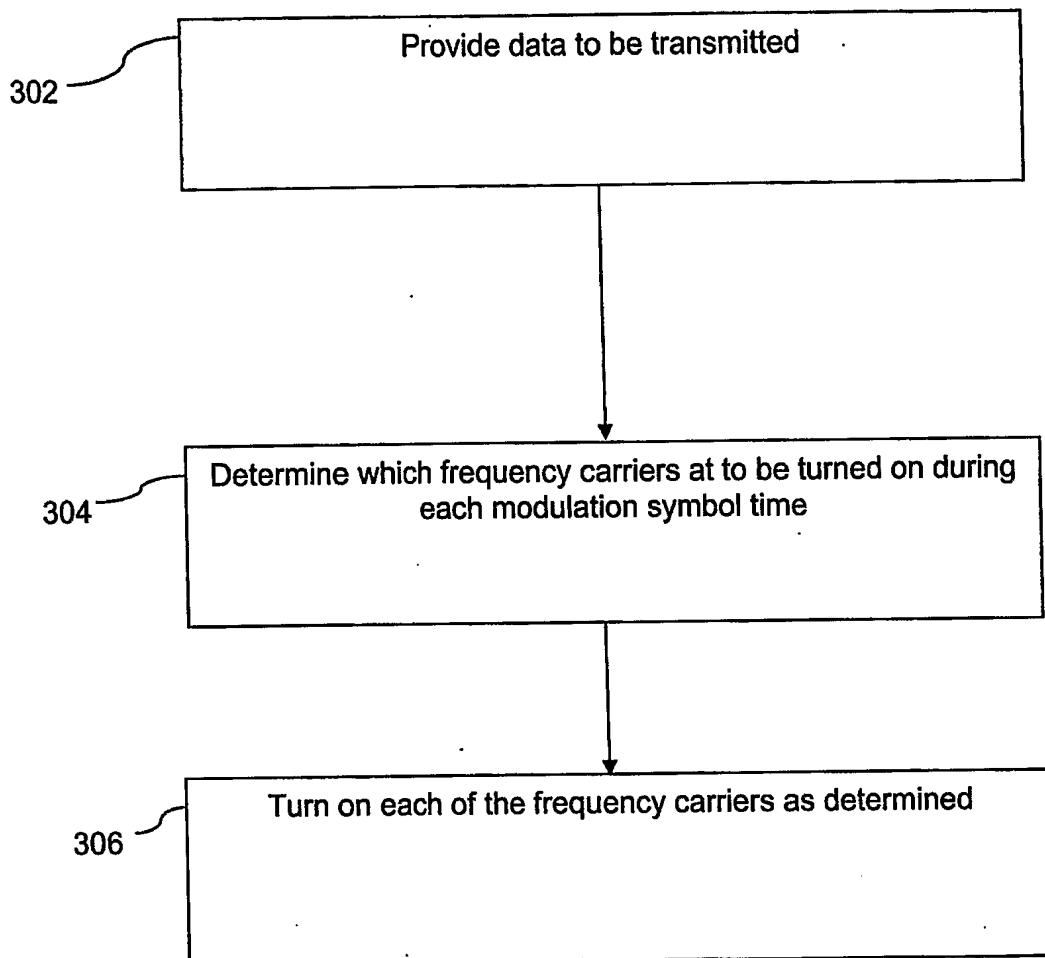 Provide data to be transmitted
302
Determine which frequency carriers at to be turned on during
each modulation symbol time
304
Turn on each of the frequency carriers as determined
306